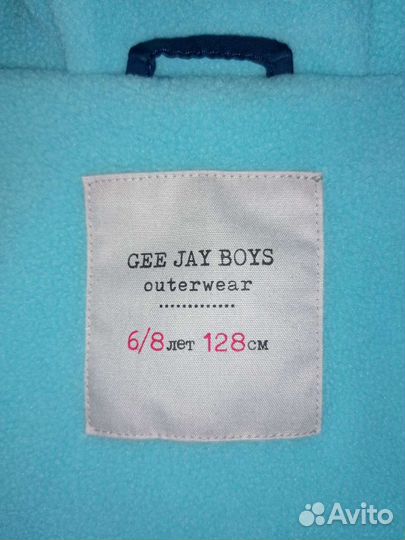 GEE JAY BOYS
outerwear
.............
6/8 лет 128 см
Avito